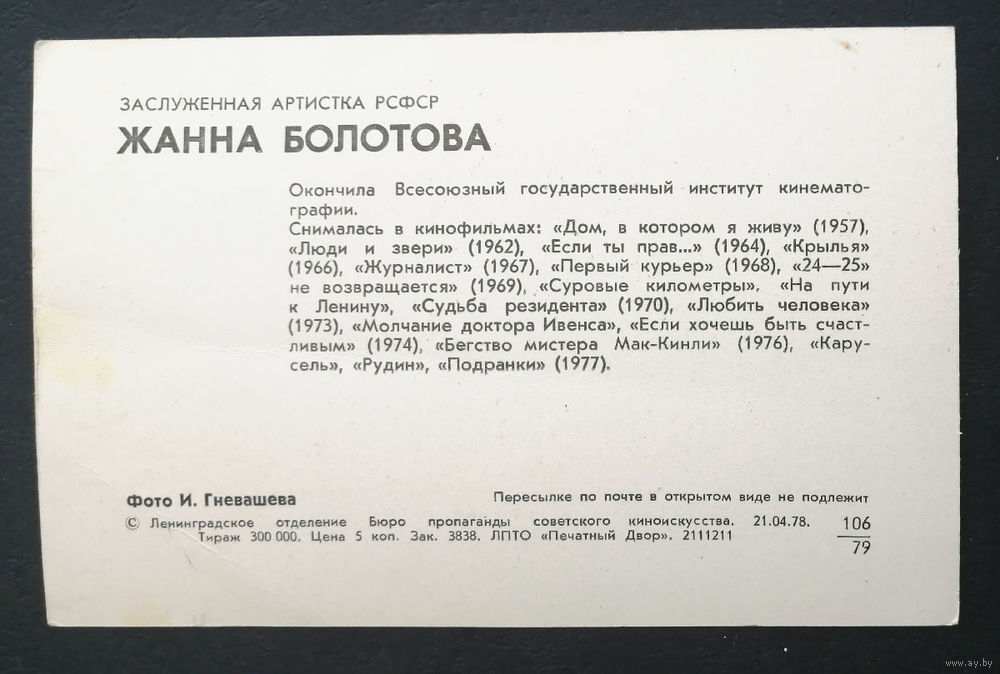 ЗАСЛУЖЕННАЯ АРТИСТКА РСФСР
ЖАННА БОЛОТОВА
Окончила Всесоюзный государственный институт кинемато-
графии.
Снималась в кинофильмах: «Дом, в котором я живу» (1957),
«Люди и звери» (1962), «Если ты прав...» (1964), «Крылья»
(1966), «Журналист» (1967), «Первый курьер» (1968), «24—25»
не возвращается» (1969), «Суровые километры», «На пути
к Ленину», «Судьба резидента» (1970), «Любить человека»
(1973), «Молчание доктора Ивенса», «Если хочешь быть счаст-
ливым» (1974), «Бегство мистера Мак-Кинли» (1976), «Кару-
сель», «Рудин», «Подранки» (1977).
Фото И. Гневашева
Пересылке по почте в открытом виде не подлежит
© Ленинградское отделение Бюро пропаганды советского киноискусства. 21.04.78.
Тираж 300 000. Цена 5 коп. Зак. 3838. ЛПТО «Печатный Двор». 2111211
106
79
www.ay.by